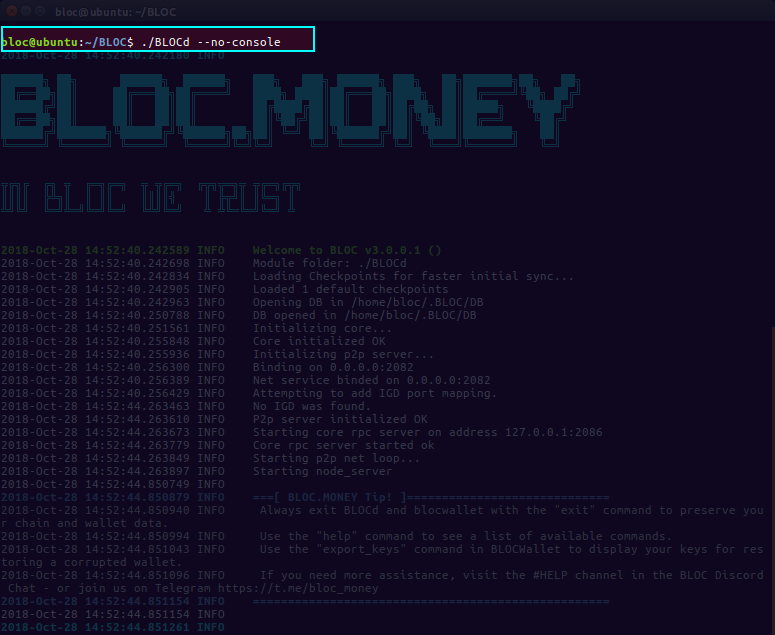 bloc@ubuntu: ~/BLOC
bloc@ubuntu:~/BLOC$ ./BLOCd --no-console
2018-Oct-28 14:52:40.242180 INFO
BLOC.MONEY
IN BLOC WE TRUST
2018-Oct-28 14:52:40.242589 INFO    Welcome to BLOC v3.0.0.1 ()
2018-Oct-28 14:52:40.242698 INFO    Module folder: ./BLOCd
2018-Oct-28 14:52:40.242834 INFO    Loading Checkpoints for faster initial sync...
2018-Oct-28 14:52:40.242905 INFO    Loaded 1 default checkpoints
2018-Oct-28 14:52:40.242963 INFO    Opening DB in /home/bloc/.BLOC/DB
2018-Oct-28 14:52:40.250788 INFO    DB opened in /home/bloc/.BLOC/DB
2018-Oct-28 14:52:40.251561 INFO    Initializing core...
2018-Oct-28 14:52:40.255848 INFO    Core initialized OK
2018-Oct-28 14:52:40.255936 INFO    Initializing p2p server...
2018-Oct-28 14:52:40.256300 INFO    Binding on 0.0.0.0:2082
2018-Oct-28 14:52:40.256389 INFO    Net service binded on 0.0.0.0:2082
2018-Oct-28 14:52:40.256429 INFO    Attempting to add IGD port mapping.
2018-Oct-28 14:52:44.263463 INFO    No IGD was found.
2018-Oct-28 14:52:44.263610 INFO    P2p server initialized OK
2018-Oct-28 14:52:44.263673 INFO    Starting core rpc server on address 127.0.0.1:2086
2018-Oct-28 14:52:44.263779 INFO    Core rpc server started ok
2018-Oct-28 14:52:44.263849 INFO    Starting p2p net loop...
2018-Oct-28 14:52:44.263897 INFO    Starting node_server
2018-Oct-28 14:52:44.850749 INFO
2018-Oct-28 14:52:44.850879 INFO    ===[ BLOC.MONEY Tip! ]=============================
2018-Oct-28 14:52:44.850940 INFO     Always exit BLOCd and blocwallet with the "exit" command to preserve you
r chain and wallet data.
2018-Oct-28 14:52:44.850994 INFO     Use the "help" command to see a list of available commands.
2018-Oct-28 14:52:44.851043 INFO     Use the "export_keys" command in BLOCWallet to display your keys for res
toring a corrupted wallet.
2018-Oct-28 14:52:44.851096 INFO     If you need more assistance, visit the #HELP channel in the BLOC Discord
 Chat - or join us on Telegram https://t.me/bloc_money
2018-Oct-28 14:52:44.851154 INFO    ===================================================
2018-Oct-28 14:52:44.851154 INFO
2018-Oct-28 14:52:44.851261 INFO